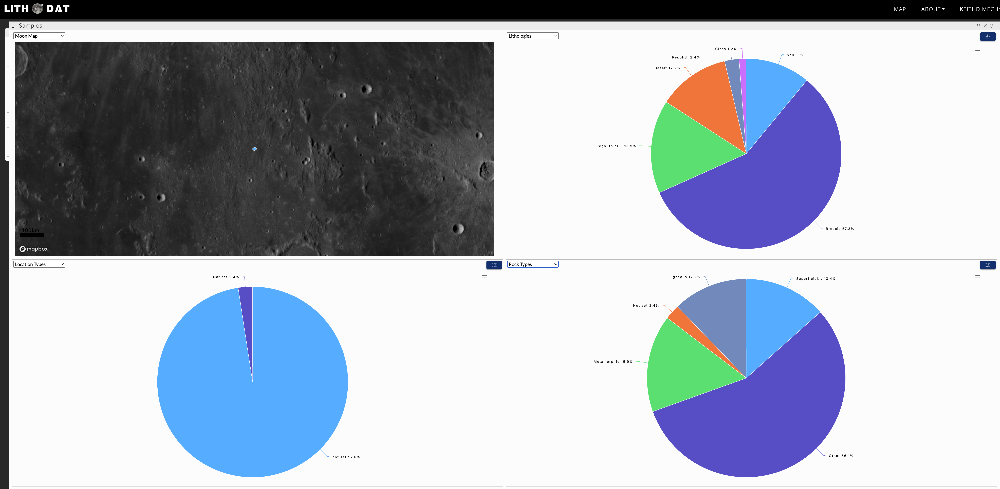 LITH DAT
MAP
ABOUT
KEITHDIMECH
Samples
Moon Map
100km
mapbox
Lithologies
Glass 1.2%
Soil 11%
Regolith 2.4%
Basalt 12.2%
Regolith br... 15.9%
Breccia 57.3%
Location Types
Not set 2.4%
not set 97.6%
Rock Types
Igneous 12.2%
Superficial... 13.4%
Not set 2.4%
Metamorphic 15.9%
Other 56.1%